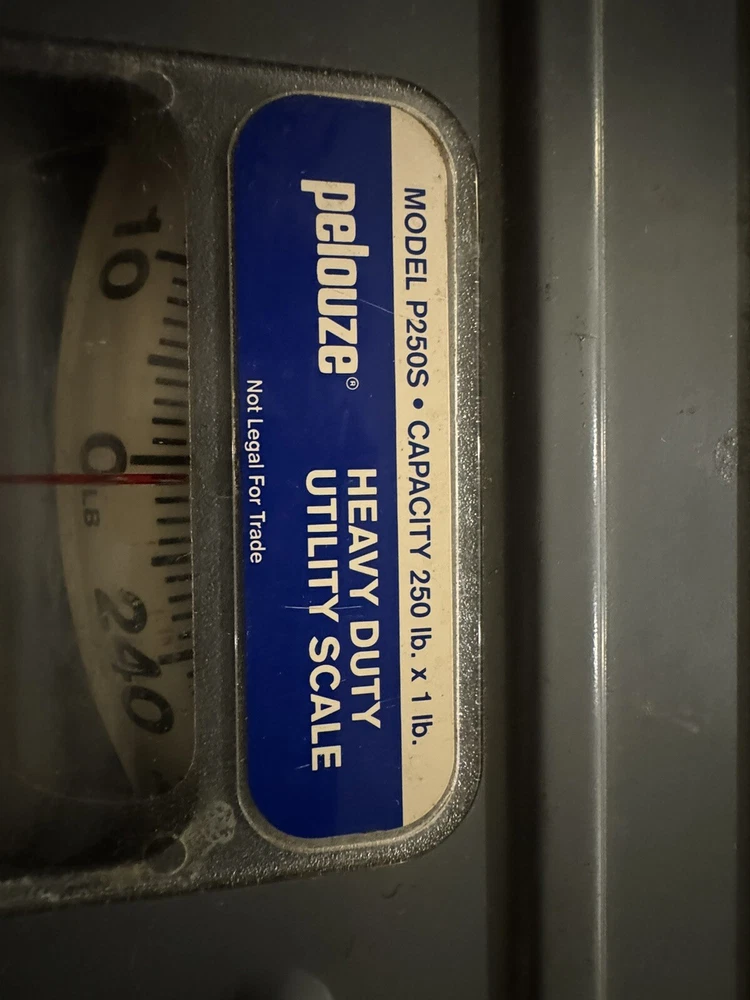 MODEL P250S • CAPACITY 250 lb. x 1 lb.
pelouze®
HEAVY DUTY
UTILITY SCALE
Not Legal For Trade
10
0
LB
240